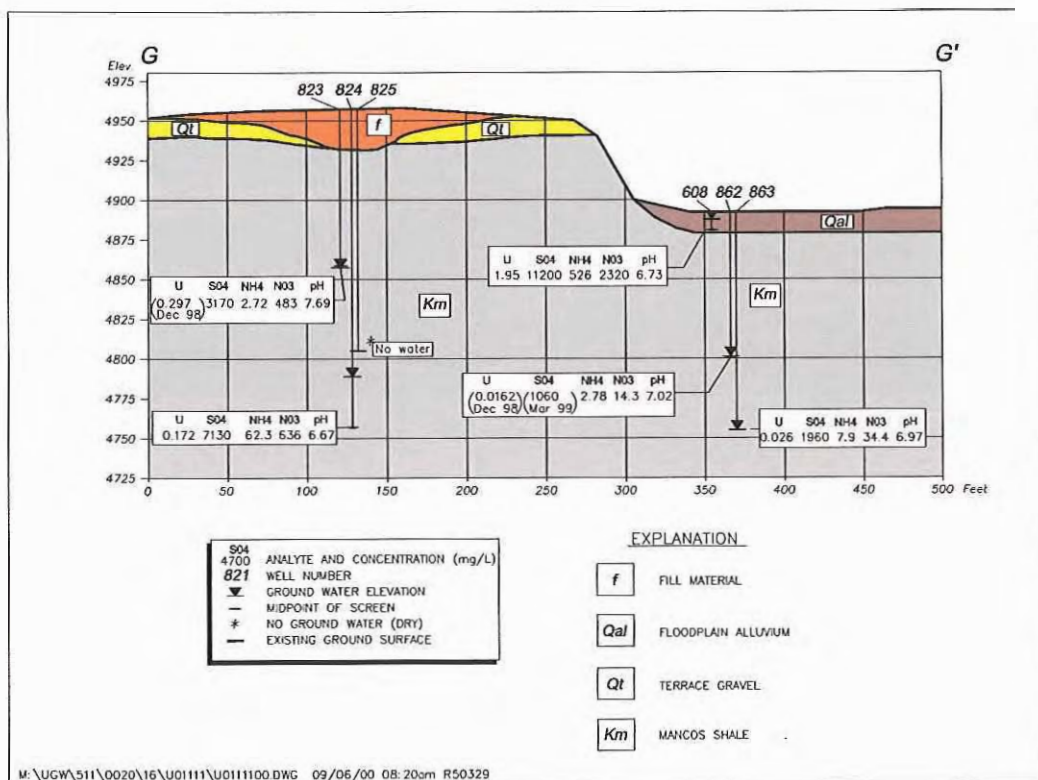 G G'
Elev.
4975
4950
4925
4900
4875
4850
4825
4800
4775
4750
4725
823 824 825
Qt
f
Qt
608 862 863
Qal
U S04 NH4 N03 pH
1.95 11200 526 2320 6.73
U S04 NH4 N03 pH
(0.297 Dec 98) 3170 2.72 483 7.69
Km
Km
* No water
U S04 NH4 N03 pH
(0.0162 Dec 98) (1060 Mar 99) 2.78 14.3 7.02
U S04 NH4 N03 pH
0.172 7130 62.3 636 6.67
U S04 NH4 N03 pH
0.026 1960 7.9 34.4 6.97
0 50 100 150 200 250 300 350 400 450 500 Feet
S04
4700 ANALYTE AND CONCENTRATION (mg/L)
821 WELL NUMBER
GROUND WATER ELEVATION
MIDPOINT OF SCREEN
* NO GROUND WATER (DRY)
EXISTING GROUND SURFACE
EXPLANATION
f FILL MATERIAL
Qal FLOODPLAIN ALLUVIUM
Qt TERRACE GRAVEL
Km MANCOS SHALE
M:\UGW\511\0020\16\U01111\U0111100.DWG 09/06/00 08:20am R50329